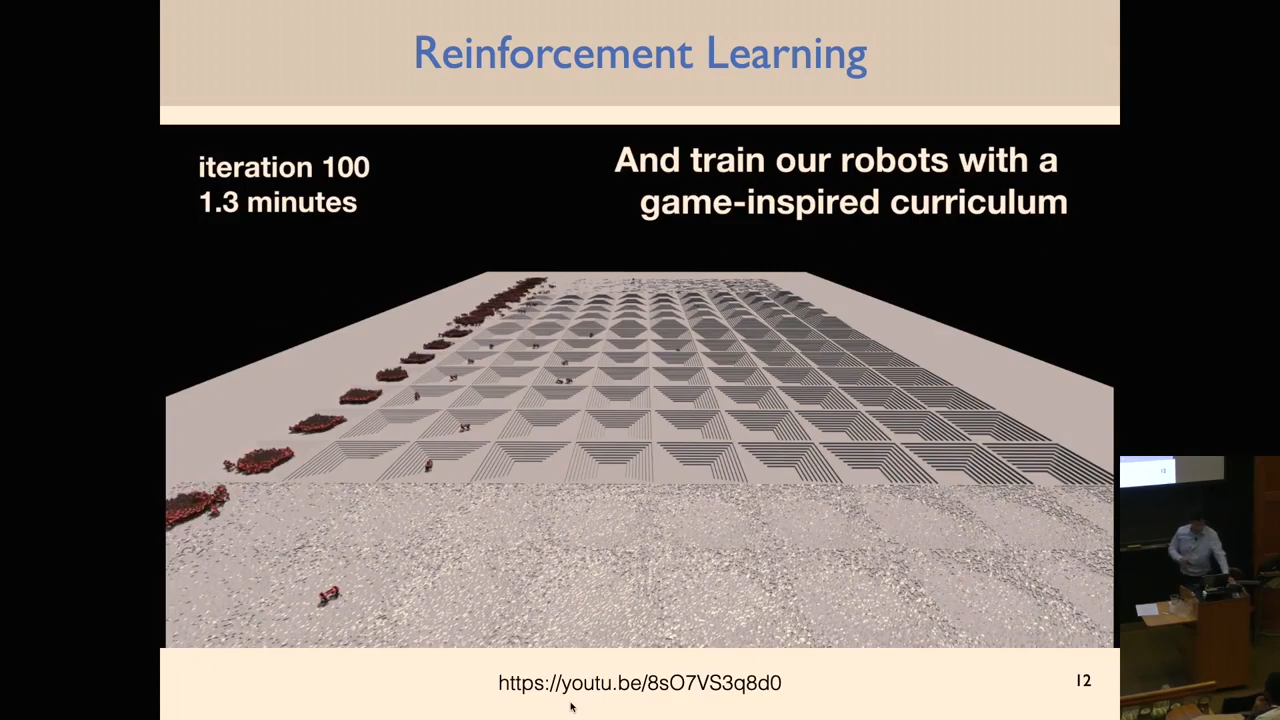 Reinforcement Learning
iteration 100
1.3 minutes
And train our robots with a
game-inspired curriculum
https://youtu.be/8sO7VS3q8d0
12